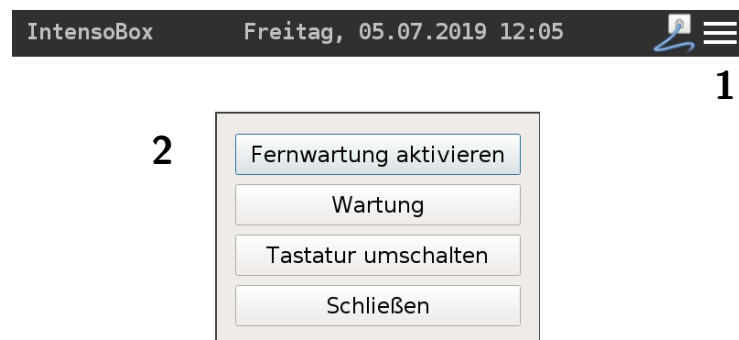 IntensoBox Freitag, 05.07.2019 12:05
1
2
Fernwartung aktivieren
Wartung
Tastatur umschalten
Schließen